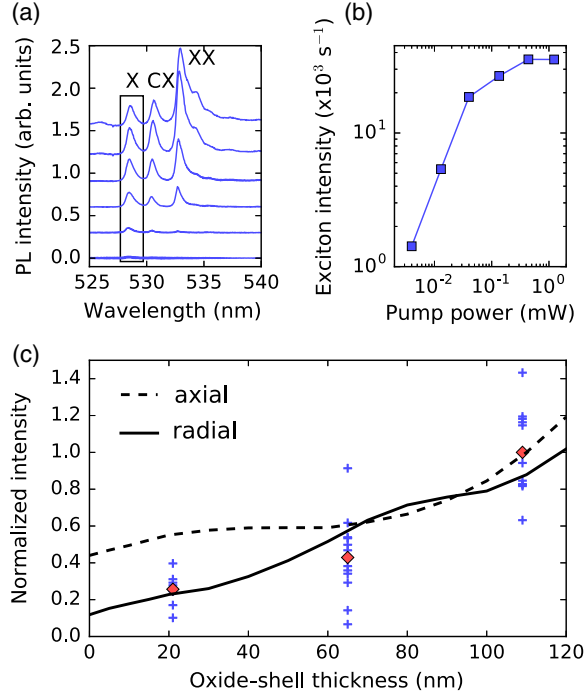 (a)
2.5
2.0
1.5
1.0
0.5
0.0
PL intensity (arb. units)
X CX XX
525 530 535 540
Wavelength (nm)
(b)
10¹
10⁰
Exciton intensity (x10³ s⁻¹)
10⁻² 10⁻¹ 10⁰
Pump power (mW)
(c)
1.4
1.2
1.0
0.8
0.6
0.4
0.2
0.0
Normalized intensity
axial
radial
0 20 40 60 80 100 120
Oxide-shell thickness (nm)